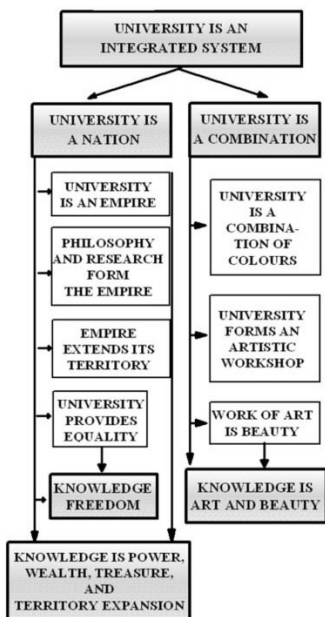 UNIVERSITY IS AN
INTEGRATED SYSTEM
UNIVERSITY IS
A NATION
UNIVERSITY
IS AN EMPIRE
PHILOSOPHY
AND RESEARCH
FORM
THE EMPIRE
EMPIRE
EXTENDS ITS
TERRITORY
UNIVERSITY
PROVIDES
EQUALITY
KNOWLEDGE
FREEDOM
KNOWLEDGE IS POWER,
WEALTH, TREASURE,
AND
TERRITORY EXPANSION
UNIVERSITY IS
A COMBINATION
UNIVERSITY
IS A
COMBINA-
TION OF
COLOURS
UNIVERSITY
FORMS AN
ARTISTIC
WORKSHOP
WORK OF ART
IS BEAUTY
KNOWLEDGE IS
ART AND BEAUTY